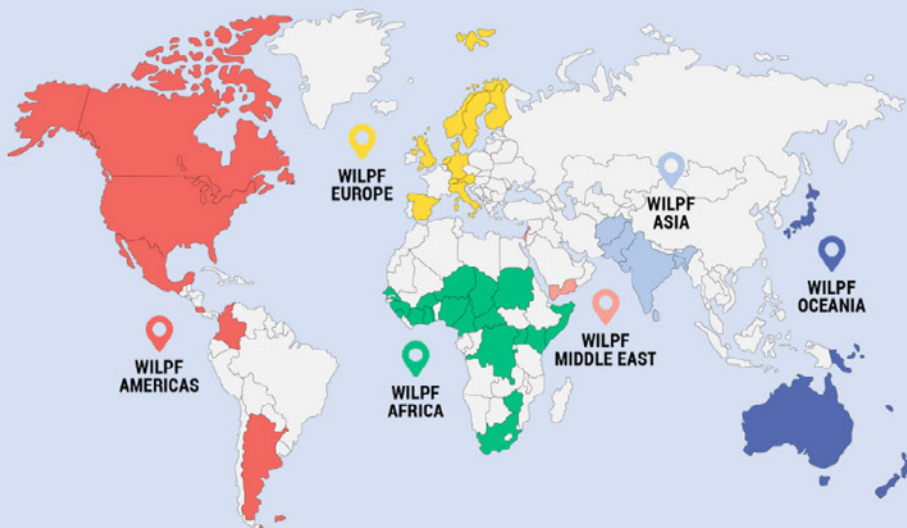 WILPF
EUROPE
WILPF
ASIA
WILPF
OCEANIA
WILPF
MIDDLE EAST
WILPF
AMERICAS
WILPF
AFRICA